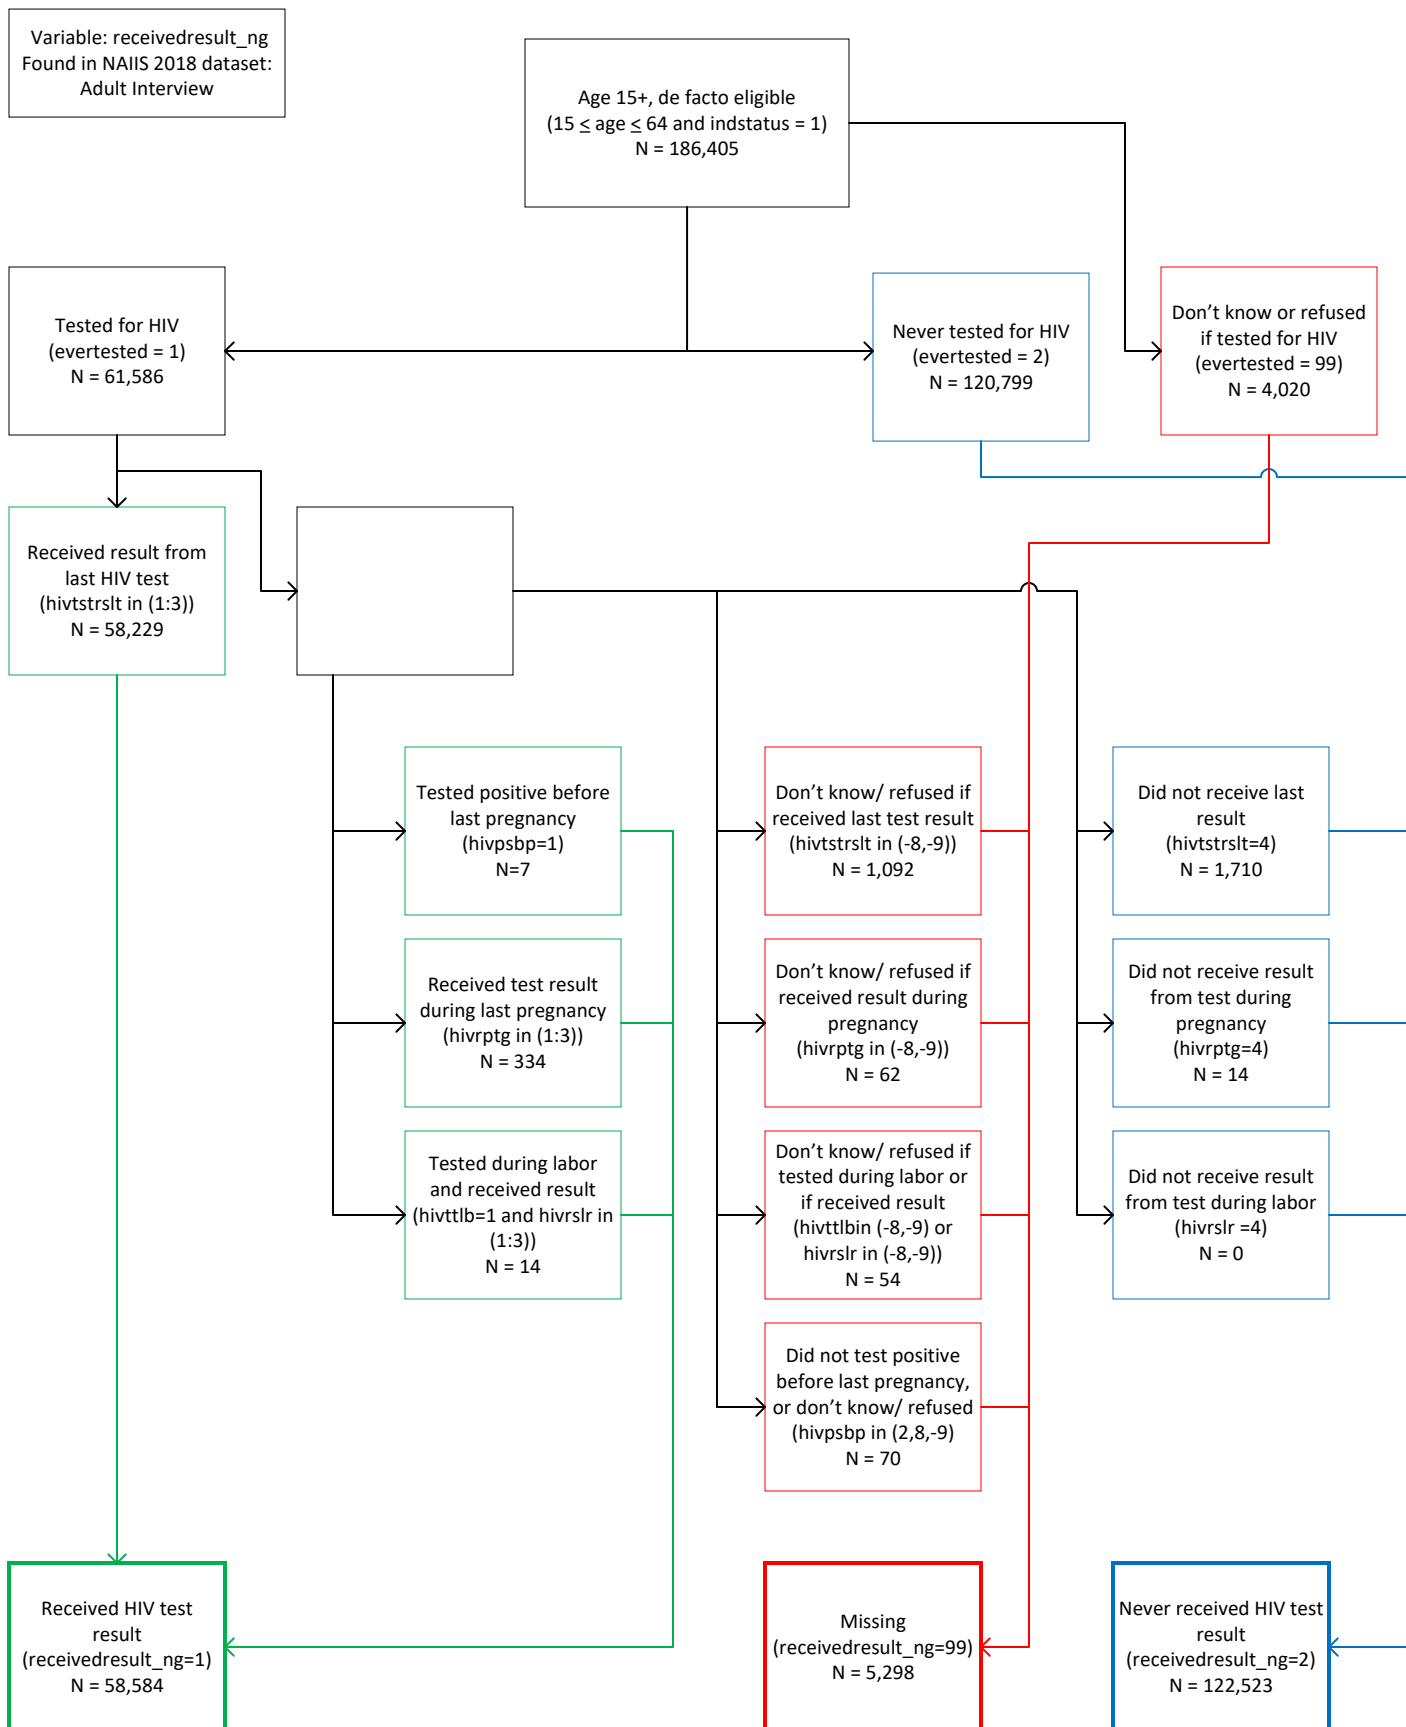 Variable: receivedresult_ng
Found in NAIIS 2018 dataset:
Adult Interview
Age 15+, de facto eligible
(15 ≤ age ≤ 64 and indstatus = 1)
N = 186,405
Tested for HIV
(evertested = 1)
N = 61,586
Never tested for HIV
(evertested = 2)
N = 120,799
Don’t know or refused
if tested for HIV
(evertested = 99)
N = 4,020
Received result from
last HIV test
(hivtstrslt in (1:3))
N = 58,229
Tested positive before
last pregnancy
(hivpsbp=1)
N=7
Don’t know/ refused if
received last test result
(hivtstrslt in (-8,-9))
N = 1,092
Did not receive last
result
(hivtstrslt=4)
N = 1,710
Received test result
during last pregnancy
(hivrptg in (1:3))
N = 334
Don’t know/ refused if
received result during
pregnancy
(hivrptg in (-8,-9))
N = 62
Did not receive result
from test during
pregnancy
(hivrptg=4)
N = 14
Tested during labor
and received result
(hivttlb=1 and hivrslr in
(1:3))
N = 14
Don’t know/ refused if
tested during labor or
if received result
(hivttlbin (-8,-9) or
hivrslr in (-8,-9))
N = 54
Did not receive result
from test during labor
(hivrslr =4)
N = 0
Did not test positive
before last pregnancy,
or don’t know/ refused
(hivpsbp in (2,8,-9)
N = 70
Received HIV test
result
(receivedresult_ng=1)
N = 58,584
Missing
(receivedresult_ng=99)
N = 5,298
Never received HIV test
result
(receivedresult_ng=2)
N = 122,523